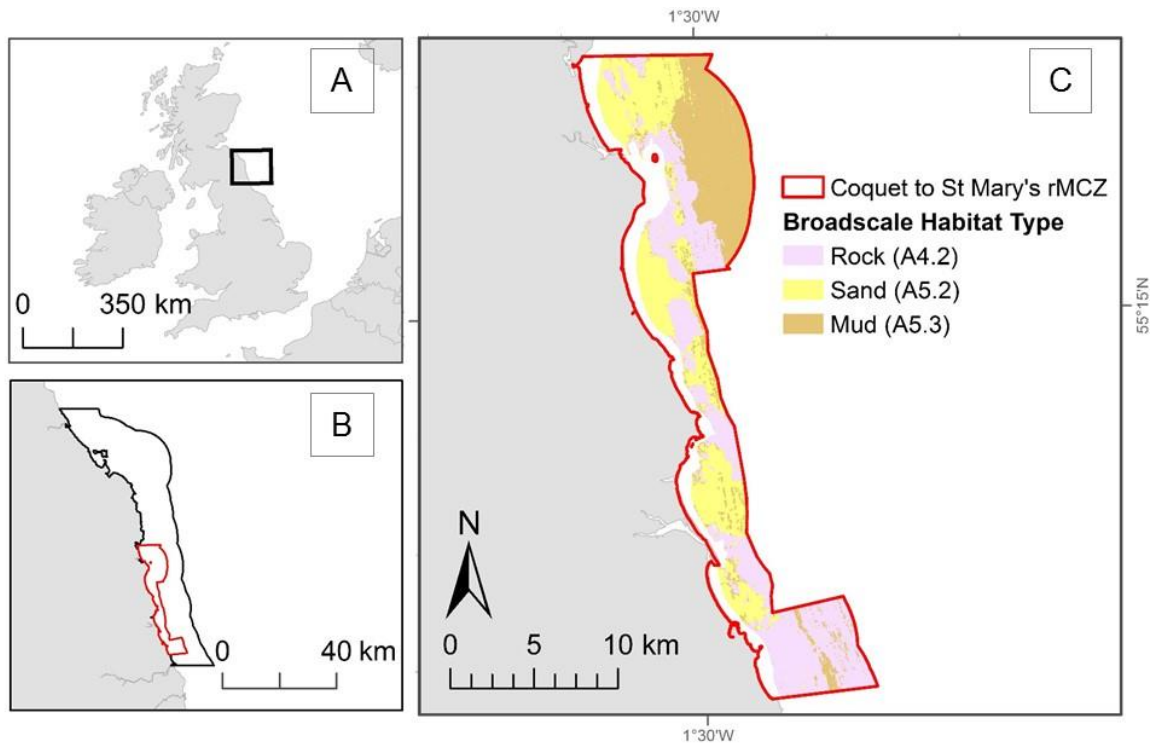 1°30'W
A
0 350 km
B
0 40 km
C
Coquet to St Mary's rMCZ
Broadscale Habitat Type
Rock (A4.2)
Sand (A5.2)
Mud (A5.3)
55°15'N
N
0 5 10 km
1°30'W